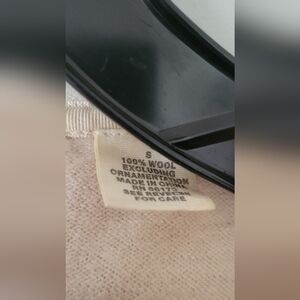 S
100% WOOL
EXCLUDING
ORNAMENTATION
MADE IN CHINA
RN
SEE REVERSE
FOR CARE